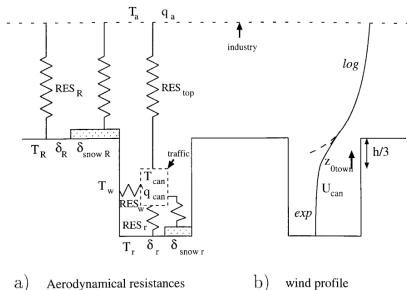 T_a q_a
industry
RES_R
RES_top
log
traffic
T_R δ_R δ_snow R
T_can
q_can
T_w
RES_w
RES_r
T_r δ_r δ_snow r
z_0town
h/3
U_can
exp
a) Aerodynamical resistances
b) wind profile